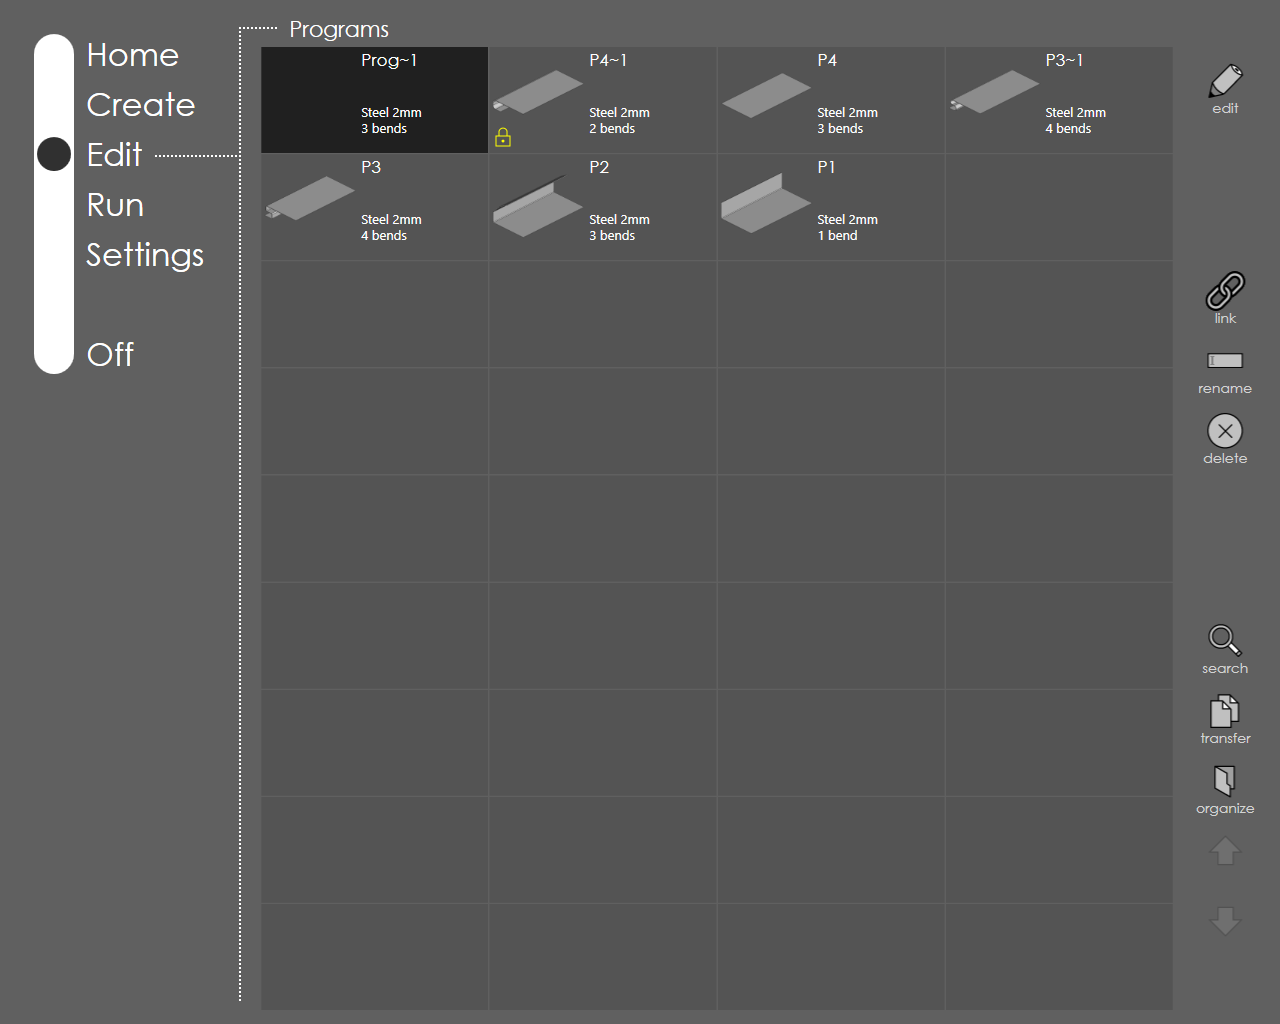 Programs
Home
Create
Edit
Run
Settings
Off
Prog~1
Steel 2mm
3 bends
P4~1
Steel 2mm
2 bends
P4
Steel 2mm
3 bends
P3~1
Steel 2mm
4 bends
P3
Steel 2mm
4 bends
P2
Steel 2mm
3 bends
P1
Steel 2mm
1 bend
edit
link
rename
delete
search
transfer
organize